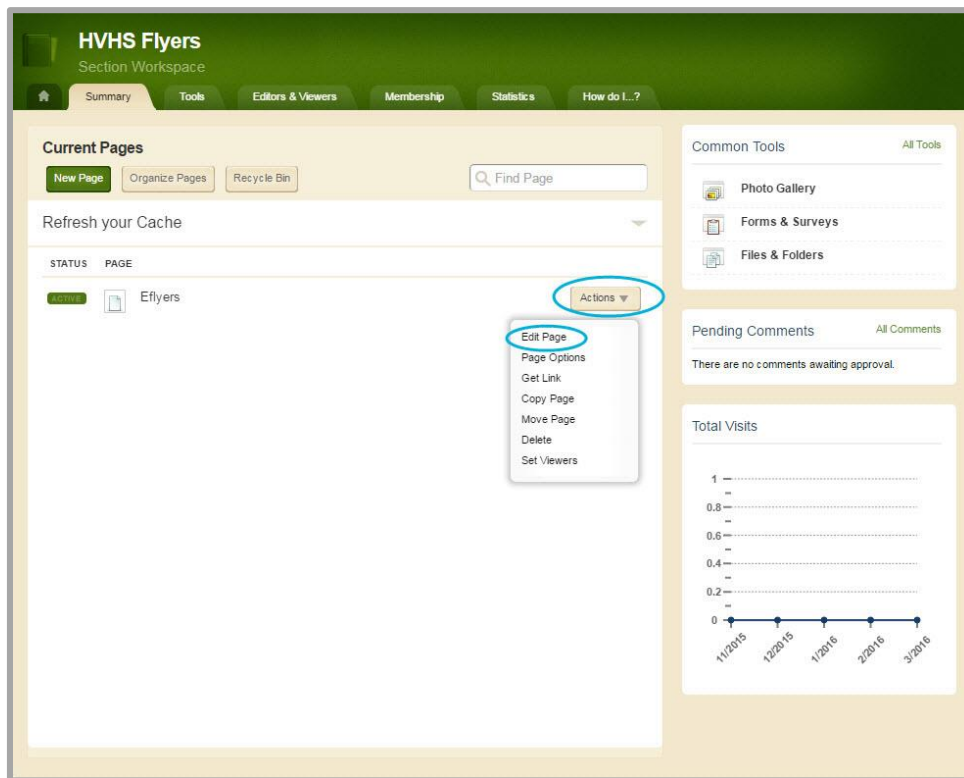 HVHS Flyers
Section Workspace
Summary Tools Editors & Viewers Membership Statistics How do I...?
Current Pages
New Page Organize Pages Recycle Bin Find Page
Refresh your Cache
STATUS PAGE
ACTIVE Eflyers Actions
Edit Page
Page Options
Get Link
Copy Page
Move Page
Delete
Set Viewers
Common Tools All Tools
Photo Gallery
Forms & Surveys
Files & Folders
Pending Comments All Comments
There are no comments awaiting approval.
Total Visits
1
0.8
0.6
0.4
0.2
0
11/2015 12/2015 1/2016 2/2016 3/2016